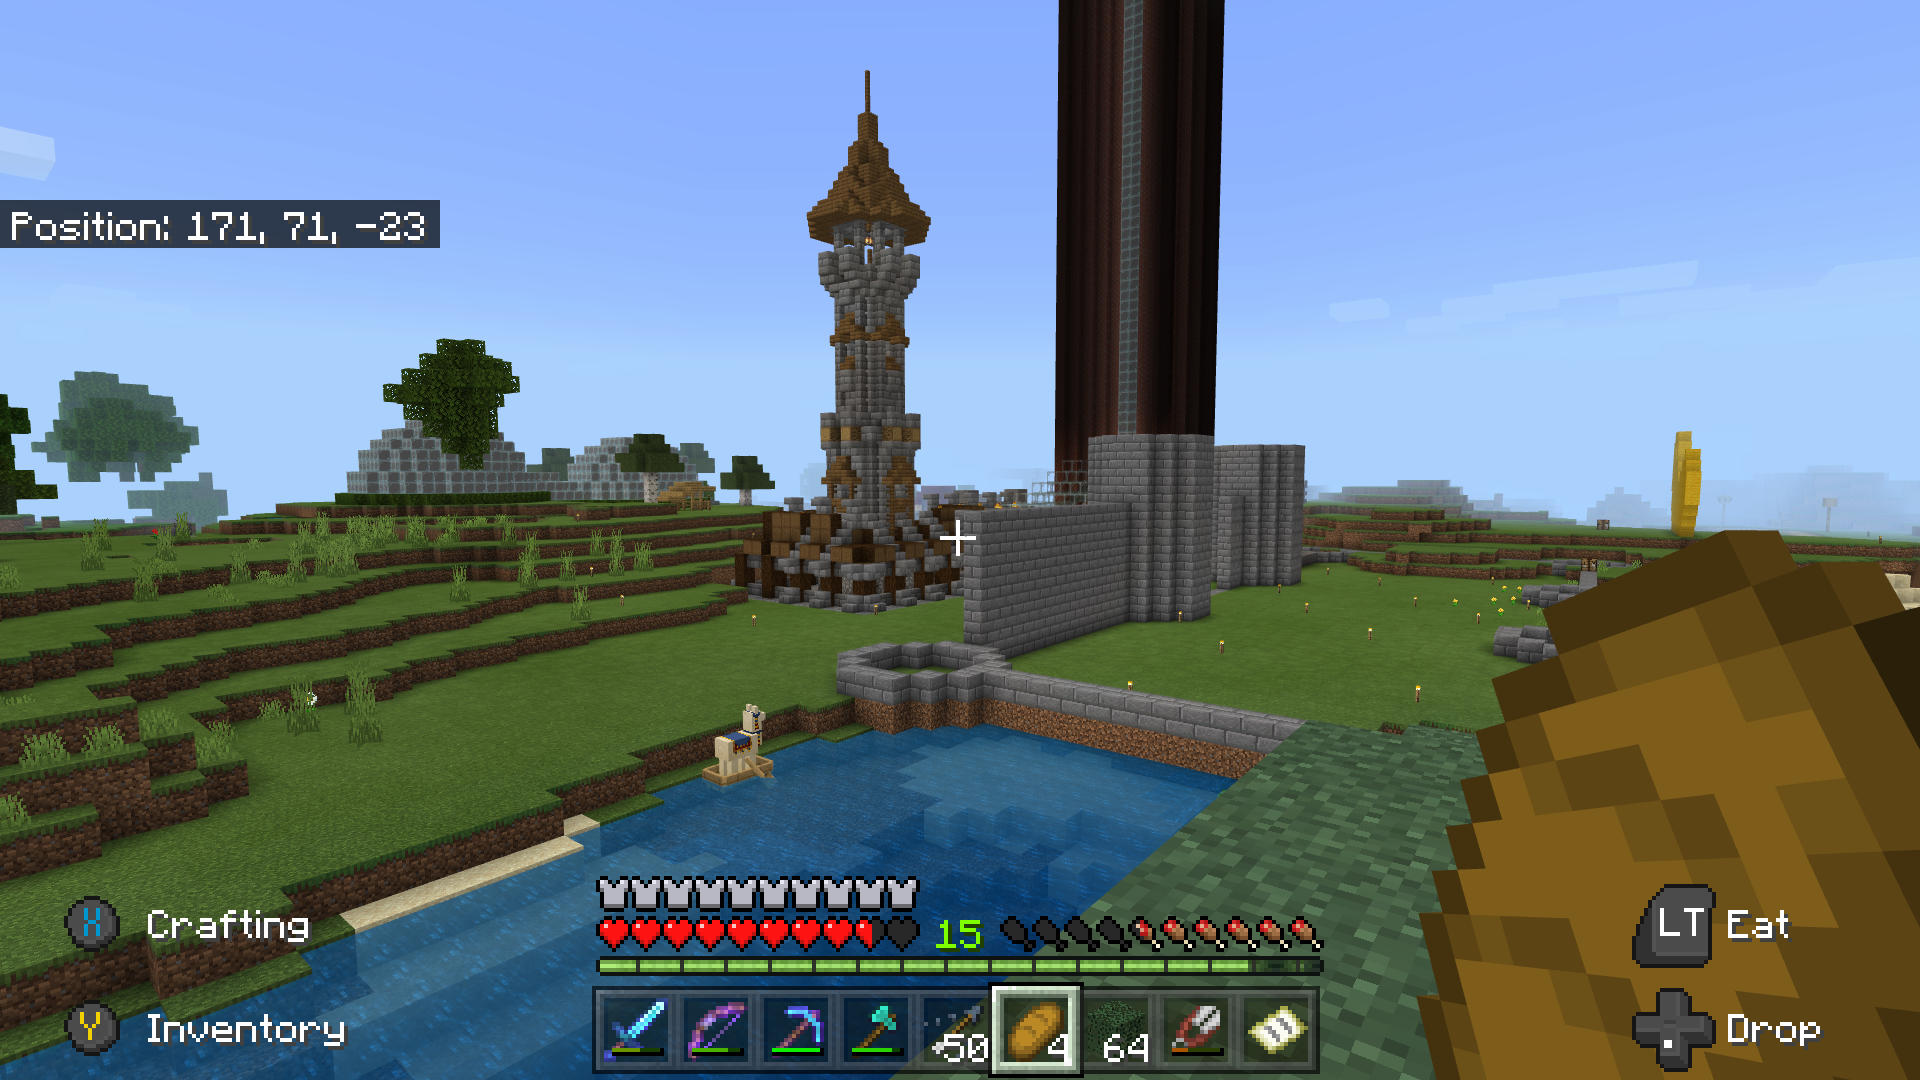 Position: 171, 71, -23
15
X Crafting
LT Eat
Y Inventory
50
4
64
Drop